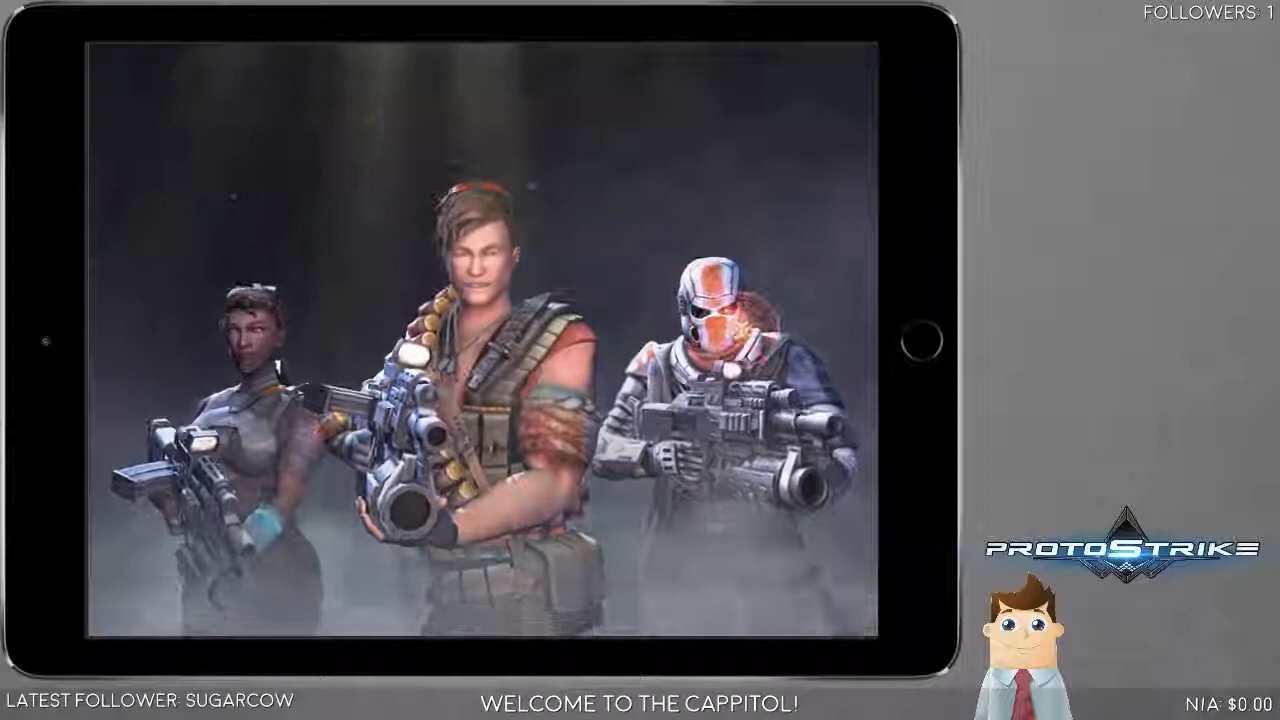 FOLLOWERS: 1
PROTOSTRIKE
LATEST FOLLOWER: SUGARCOW
WELCOME TO THE CAPPITOL!
N/A: $0.00